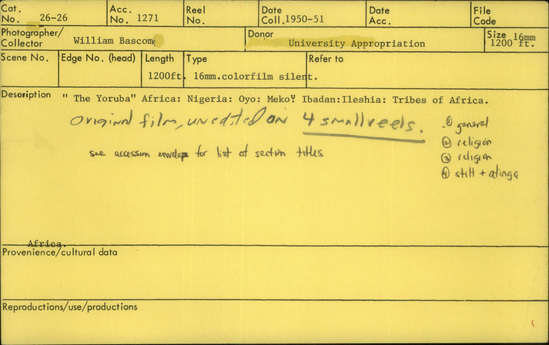 Cat. No. 26-26 Acc. No. 1271 Reel No. Date Coll. 1950-51 Date Acc. File Code
Photographer/ Collector William Bascom Donor University Appropriation Size 16mm 1200 ft.
Scene No. Edge No. (head) Length 1200ft. Type 16mm.colorfilm silent. Refer to
Description " The Yoruba" Africa: Nigeria: Oyo: Meko: Ibadan:Ileshia: Tribes of Africa.
original film, unedited on 4 small reels.
see accession envelope for list of section titles
① general
② religion
③ religion
④ still +
Africa.
Provenience/cultural data
Reproductions/use/productions